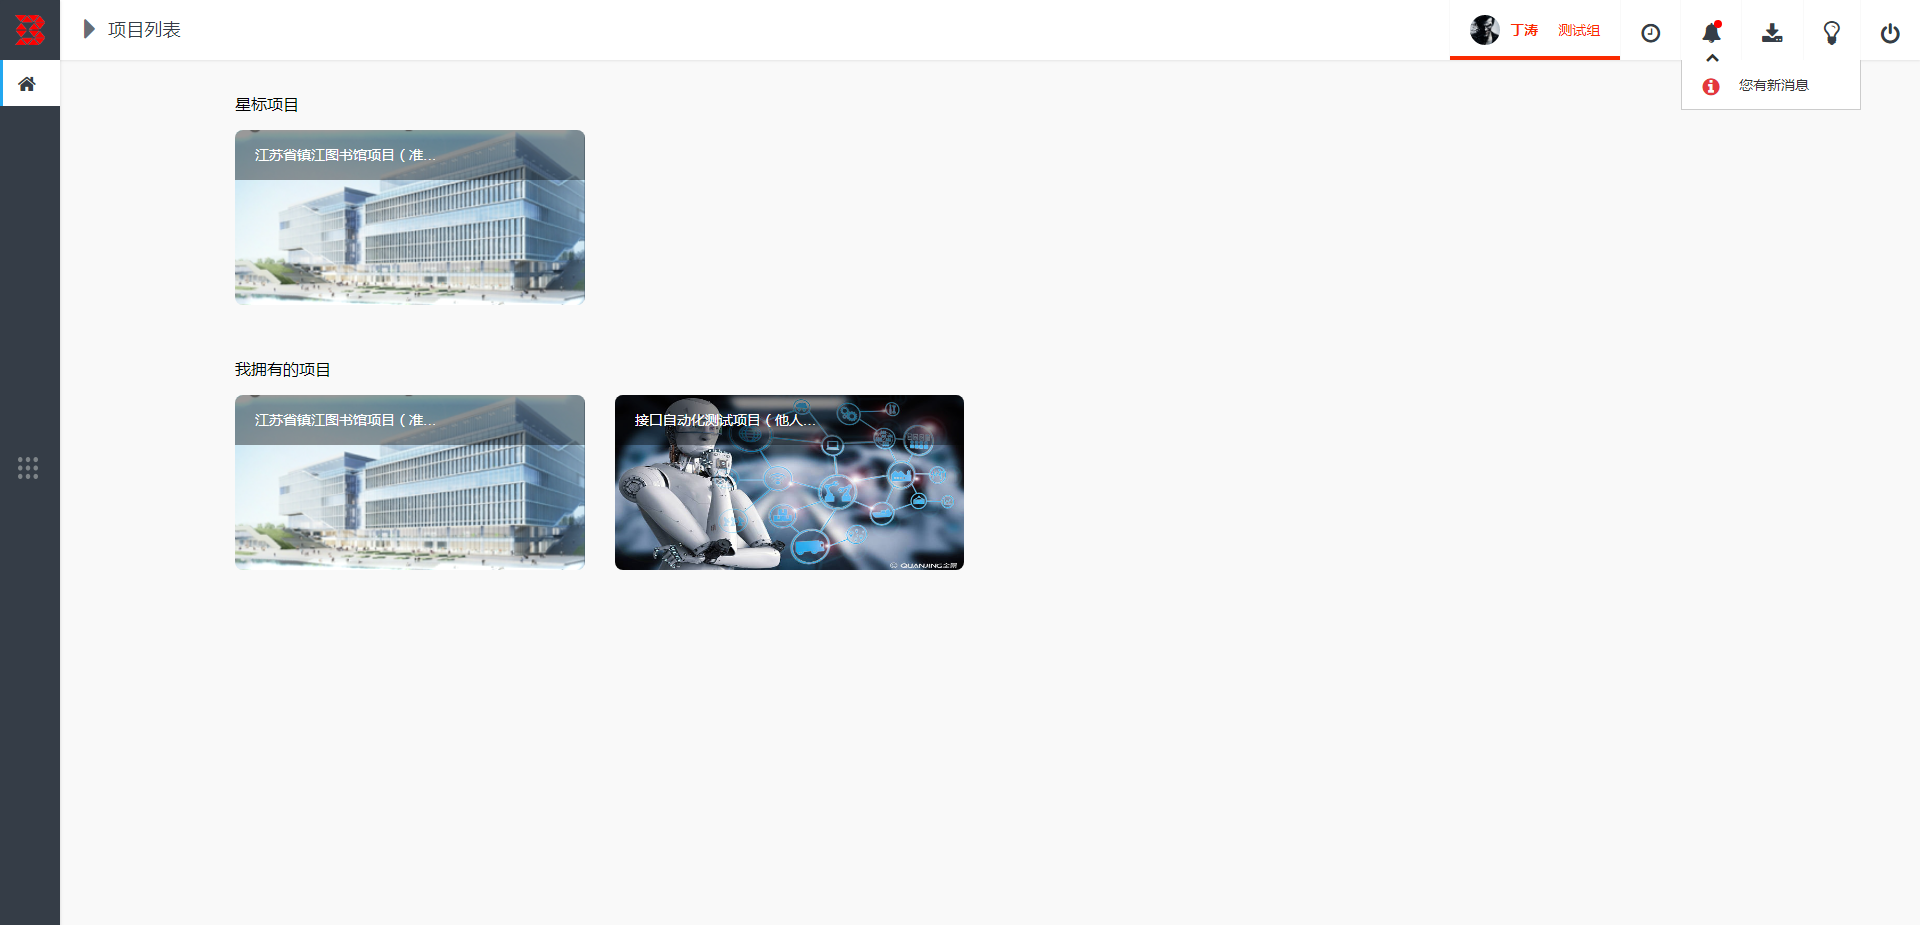 项目列表
丁涛 测试组
您有新消息
星标项目
江苏省镇江图书馆项目（准...
我拥有的项目
江苏省镇江图书馆项目（准...
接口自动化测试项目（他人...
© QUANJING全景